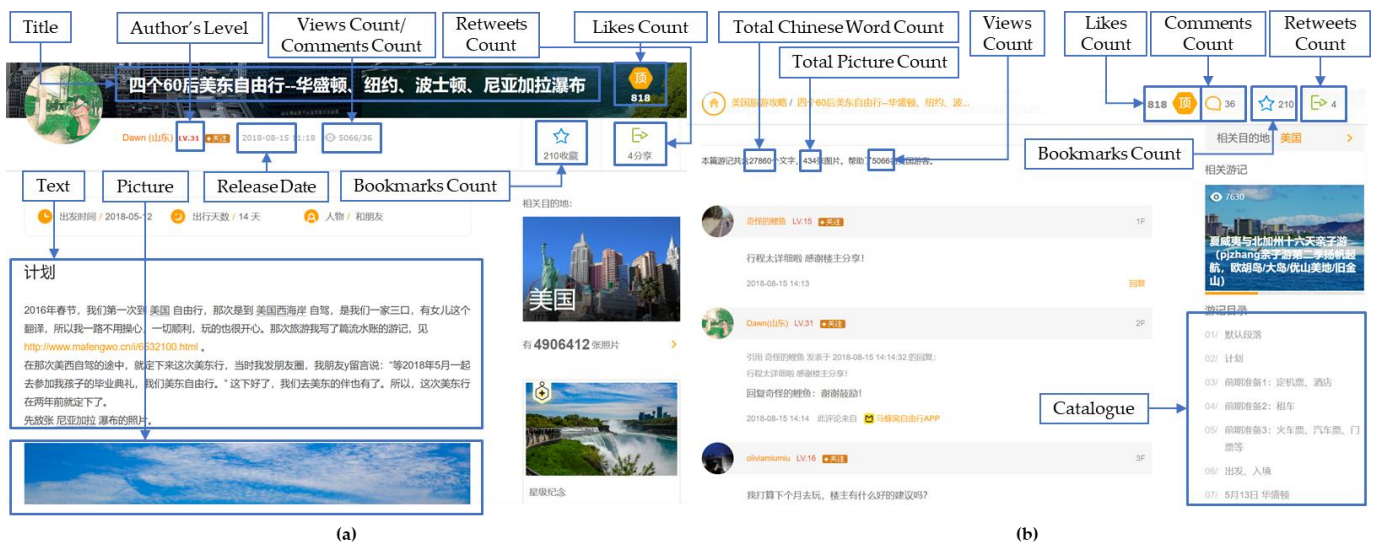 Title
Author's Level
Views Count/
Comments Count
Retweets
Count
Likes Count
四个60后美东自由行--华盛顿、纽约、波士顿、尼亚加拉瀑布
顶
818
Dawn (山东) LV.31 +关注 2018-08-15 11:18 5066/36
210收藏
4分享
Text
Picture
Release Date
Bookmarks Count
出发时间 / 2018-05-12
出行天数 / 14 天
人物 / 和朋友
计划
2016年春节，我们第一次到 美国 自由行，那次是到 美国西海岸 自驾，是我们一家三口，有女儿这个
翻译，所以我一路不用操心，一切顺利，玩的也很开心。那次旅游我写了篇流水账的游记，见
http://www.mafengwo.cn/i/6532100.html 。
在那次美西自驾的途中，就定下来这次美东行，当时我发朋友圈，我朋友y留言说：“等2018年5月一起
去参加我孩子的毕业典礼，我们美东自由行。” 这下好了，我们去美东的伴也有了。所以，这次美东行
在两年前就定下了。
先放张 尼亚加拉 瀑布的照片。
相关目的地：
美国
有4906412张照片
星级纪念
(a)
Total Chinese Word Count
Total Picture Count
Views
Count
Likes
Count
Comments
Count
Retweets
Count
美国旅游攻略 / 四个60后美东自由行--华盛顿、纽约、波...
818 顶 36 210 4
Bookmarks Count
本篇游记共含27860个文字，434张图片。帮助了5066名美国游客。
相关目的地 美国
相关游记
7630
夏威夷与北加州十六天亲子游
（pjzhang亲子游第二季扬帆起
航，欧胡岛/大岛/优山美地/旧金
山）
奇怪的鲤鱼 LV.15 +关注 1F
行程太详细啦 感谢楼主分享！
2018-08-15 14:13 回复
Dawn(山东) LV.31 +关注 2F
引用 奇怪的鲤鱼 发表于 2018-08-15 14:14:32 的回复：
行程太详细啦 感谢楼主分享！
回复奇怪的鲤鱼：谢谢鼓励！
2018-08-15 14:14 此评论来自 马蜂窝自由行APP
oliviamiumiu LV.16 +关注 3F
我打算下个月去玩，楼主有什么好的建议吗？
Catalogue
游记目录
01/ 默认段落
02/ 计划
03/ 前期准备1：定机票、酒店
04/ 前期准备2：租车
05/ 前期准备3：火车票、汽车票、门
票等
06/ 出发、入境
07/ 5月13日 华盛顿
(b)